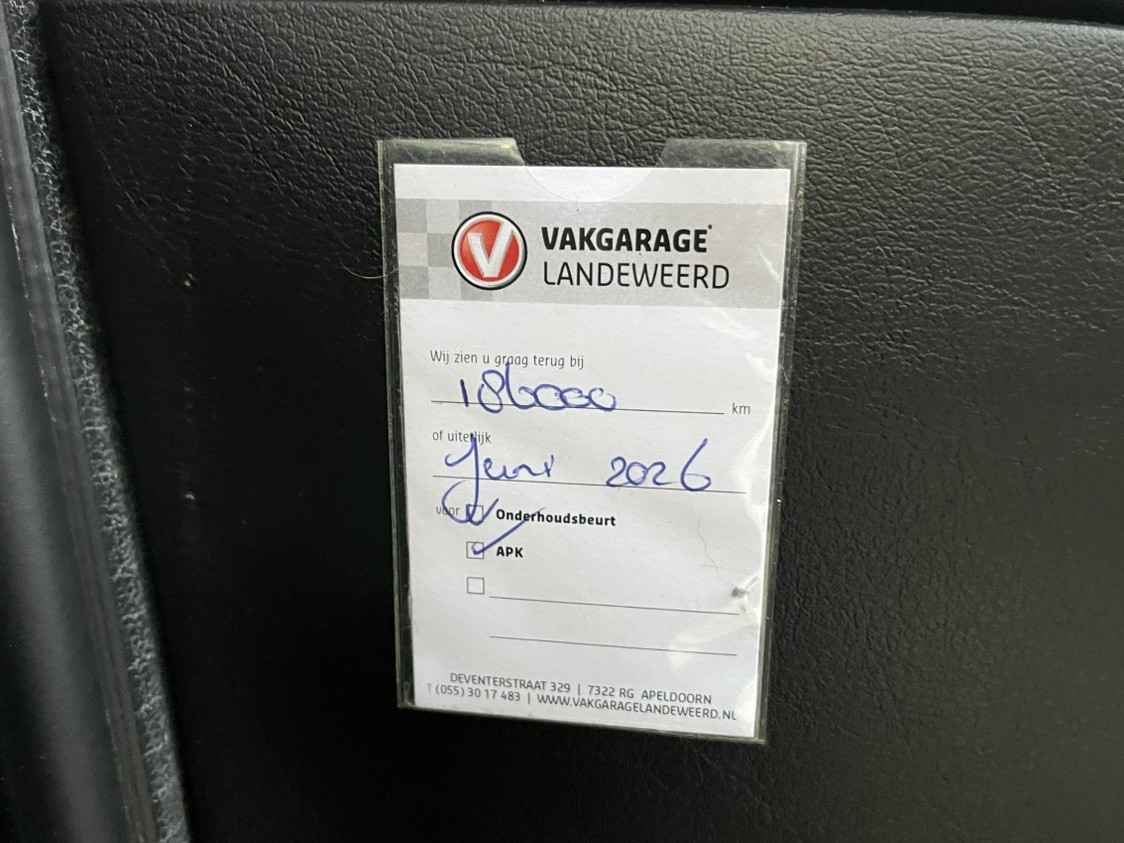 V
VAKGARAGE
LANDEWEERD
Wij zien u graag terug bij
186000 km
of uiterlijk
Juni 2026
voor Onderhoudsbeurt
APK
DEVENTERSTRAAT 329 | 7322 RG APELDOORN
T (055) 30 17 483 | WWW.VAKGARAGELANDEWEERD.NL